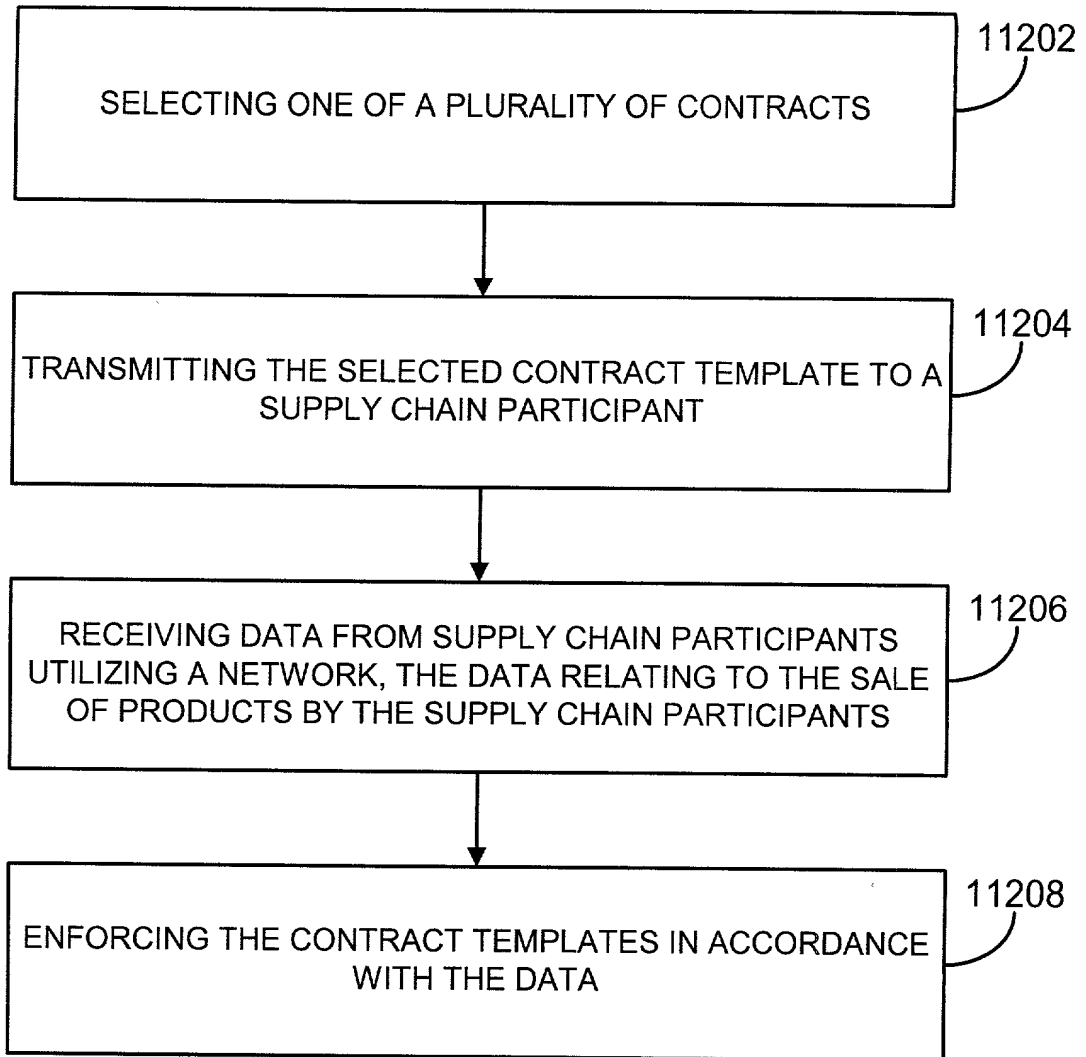 11202
SELECTING ONE OF A PLURALITY OF CONTRACTS
11204
TRANSMITTING THE SELECTED CONTRACT TEMPLATE TO A
SUPPLY CHAIN PARTICIPANT
11206
RECEIVING DATA FROM SUPPLY CHAIN PARTICIPANTS
UTILIZING A NETWORK, THE DATA RELATING TO THE SALE
OF PRODUCTS BY THE SUPPLY CHAIN PARTICIPANTS
11208
ENFORCING THE CONTRACT TEMPLATES IN ACCORDANCE
WITH THE DATA